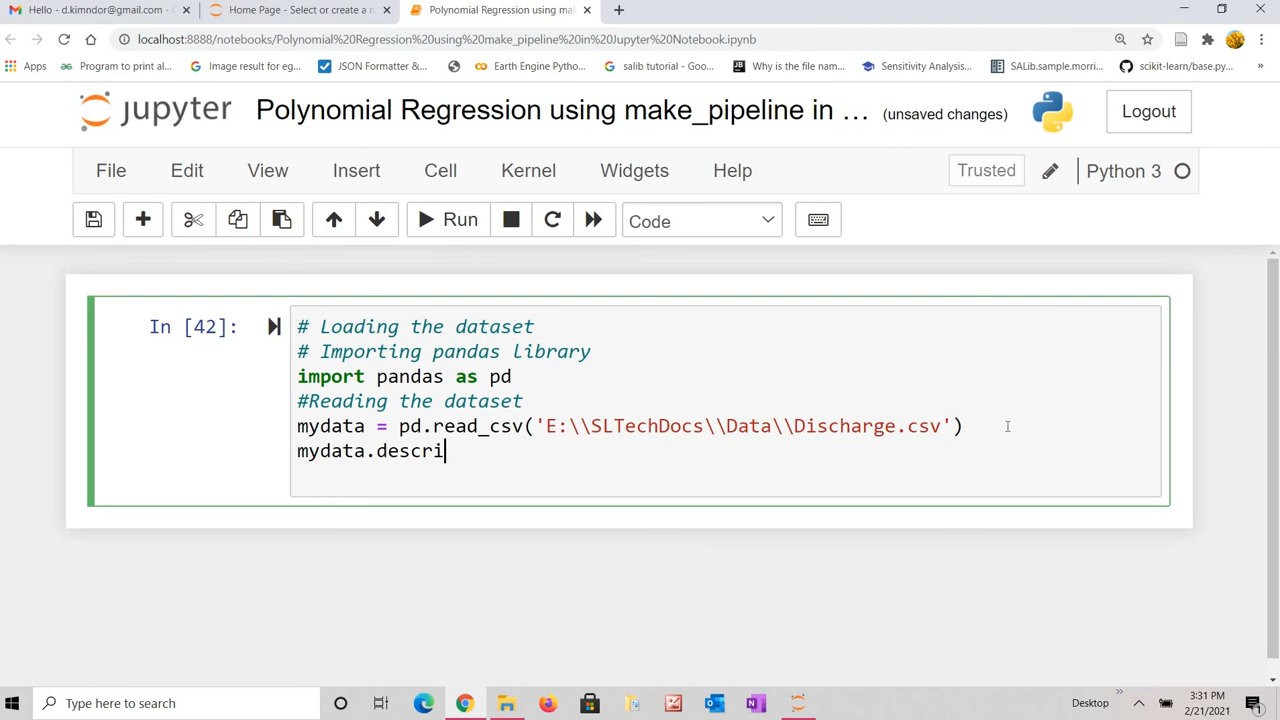 Hello - d.kimndor@gmail.com -
Home Page - Select or create a n
Polynomial Regression using mak
localhost:8888/notebooks/Polynomial%20Regression%20using%20make_pipeline%20in%20Jupyter%20Notebook.ipynb
Apps
Program to print al...
Image result for eg...
JSON Formatter &...
Earth Engine Pytho...
salib tutorial - Goo...
Why is the file nam...
Sensitivity Analysis...
SALib.sample.morri...
scikit-learn/base.py...
»
jupyter
Polynomial Regression using make_pipeline in ...
(unsaved changes)
Logout
File Edit View Insert Cell Kernel Widgets Help
Trusted
Python 3
Run
Code
In [42]:
# Loading the dataset
# Importing pandas library
import pandas as pd
#Reading the dataset
mydata = pd.read_csv('E:\\SLTechDocs\\Data\\Discharge.csv')
mydata.descri
Type here to search
Desktop
»
3:31 PM
2/21/2021